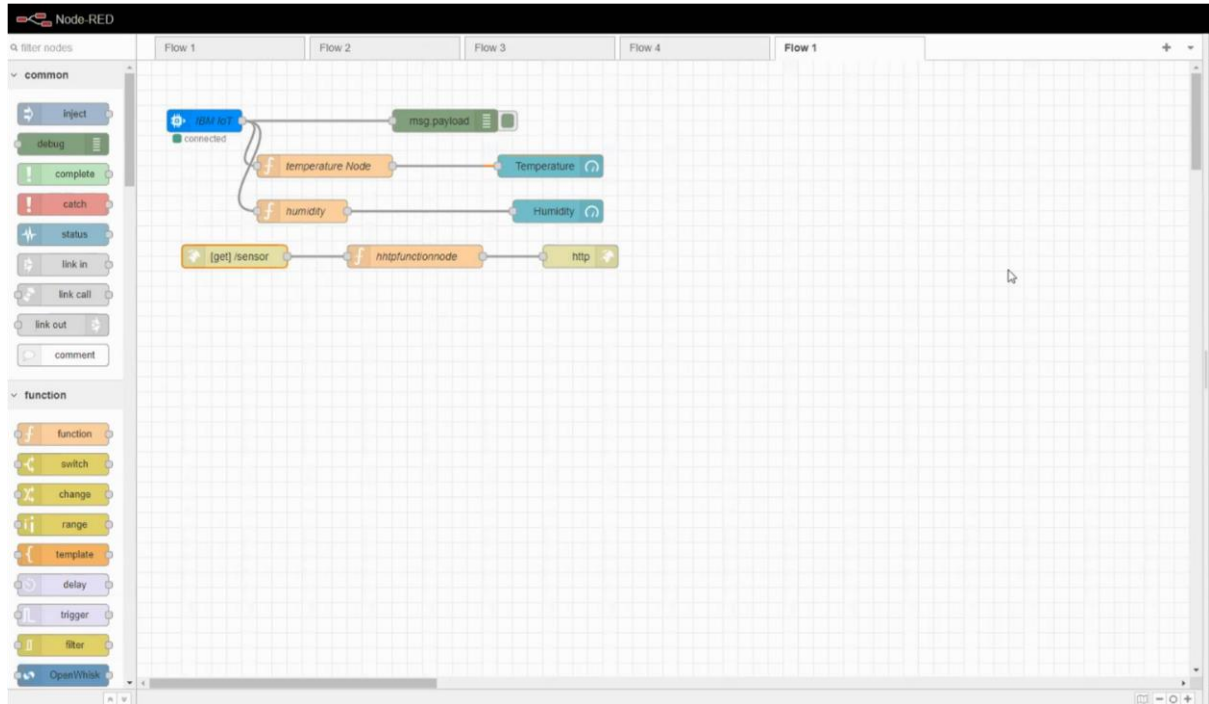 Node-RED
filter nodes
Flow 1
Flow 2
Flow 3
Flow 4
Flow 1
common
inject
debug
complete
catch
status
link in
link call
link out
comment
function
function
switch
change
range
template
delay
trigger
filter
OpenWhisk
IBM IoT
connected
msg.payload
temperature Node
Temperature
humidity
Humidity
[get] /sensor
hhtpfunctionnode
http